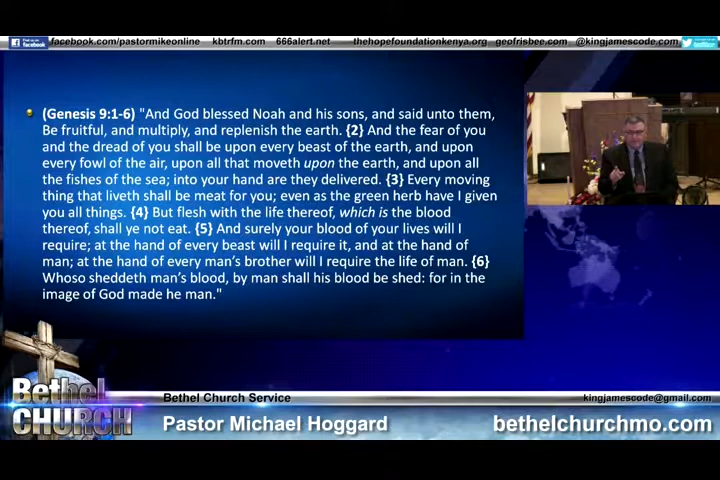 Find us on facebook facebook.com/pastormikeonline kbtrfm.com 666alert.net thehopefoundationkenya.org geofrisbee.com @kingjamescode.com twitter
(Genesis 9:1-6) "And God blessed Noah and his sons, and said unto them,
Be fruitful, and multiply, and replenish the earth. {2} And the fear of you
and the dread of you shall be upon every beast of the earth, and upon
every fowl of the air, upon all that moveth upon the earth, and upon all
the fishes of the sea; into your hand are they delivered. {3} Every moving
thing that liveth shall be meat for you; even as the green herb have I given
you all things. {4} But flesh with the life thereof, which is the blood
thereof, shall ye not eat. {5} And surely your blood of your lives will I
require; at the hand of every beast will I require it, and at the hand of
man; at the hand of every man's brother will I require the life of man. {6}
Whoso sheddeth man's blood, by man shall his blood be shed: for in the
image of God made he man."
Bethel
CHURCH
Bethel Church Service
kingjamescode@gmail.com
Pastor Michael Hoggard
bethelchurchmo.com